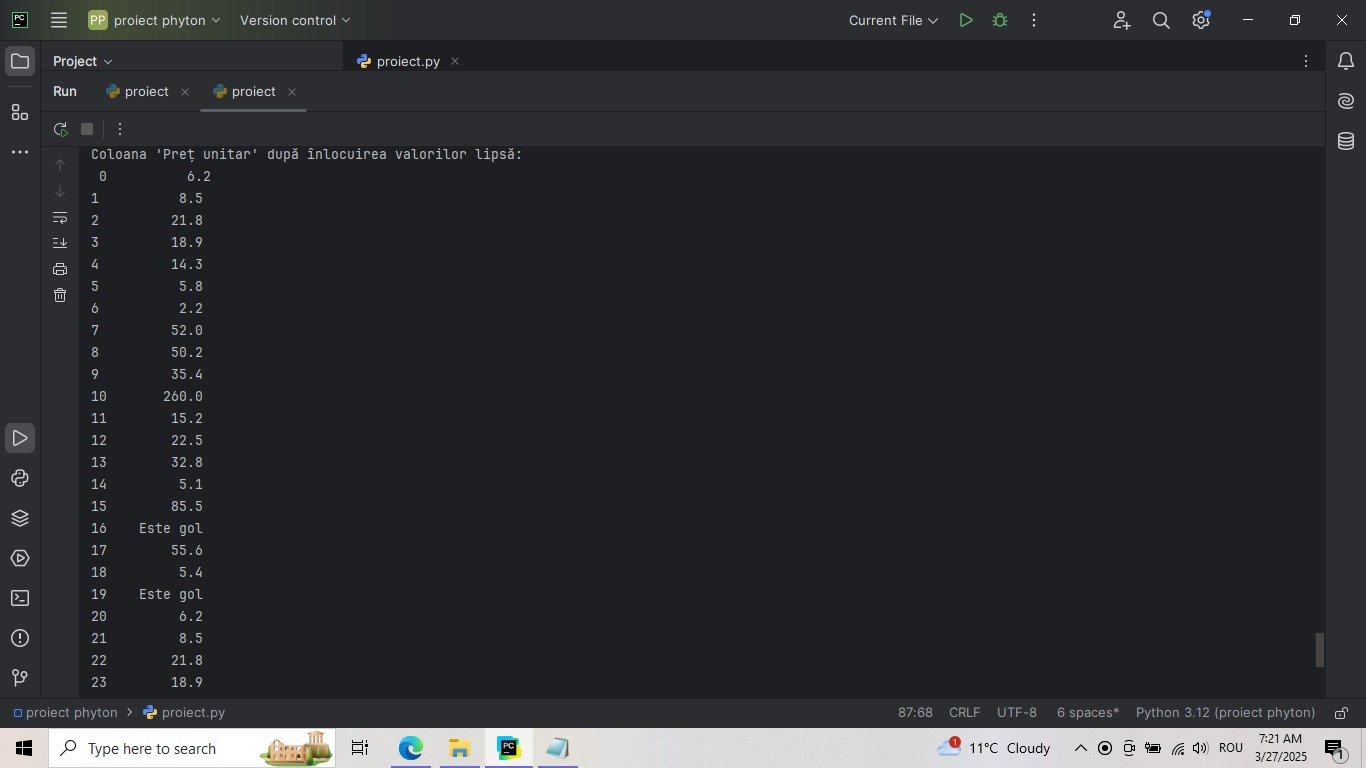 PC PP proiect phyton Version control Current File
Project proiect.py
Run proiect proiect
Coloana 'Preț unitar' după înlocuirea valorilor lipsă:
0 6.2
1 8.5
2 21.8
3 18.9
4 14.3
5 5.8
6 2.2
7 52.0
8 50.2
9 35.4
10 260.0
11 15.2
12 22.5
13 32.8
14 5.1
15 85.5
16 Este gol
17 55.6
18 5.4
19 Este gol
20 6.2
21 8.5
22 21.8
23 18.9
proiect phyton > proiect.py 87:68 CRLF UTF-8 6 spaces* Python 3.12 (proiect phyton)
Type here to search PC 1 11°C Cloudy ROU 7:21 AM 1
3/27/2025